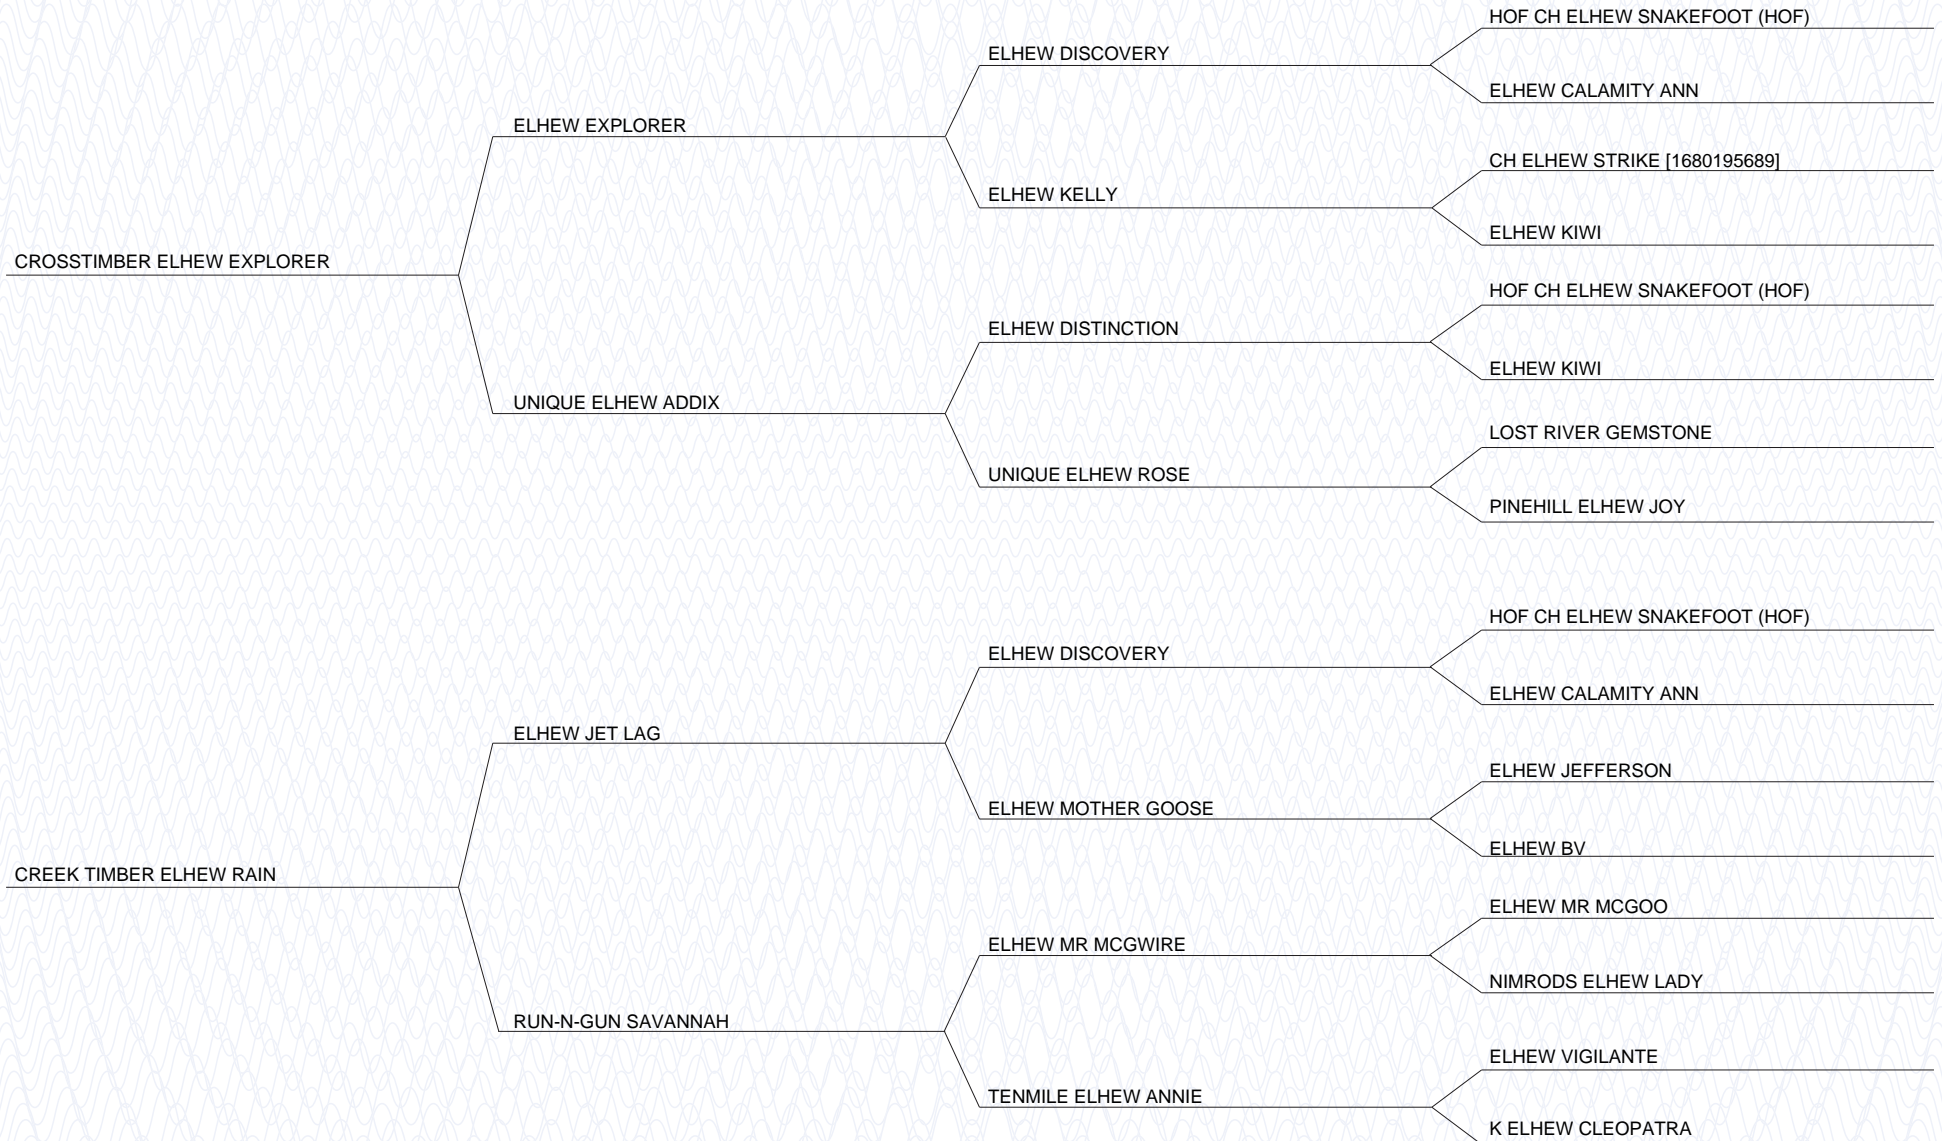 HOF CH ELHEW SNAKEFOOT (HOF)
ELHEW DISCOVERY
ELHEW CALAMITY ANN
ELHEW EXPLORER
CH ELHEW STRIKE [1680195689]
ELHEW KELLY
ELHEW KIWI
CROSSTIMBER ELHEW EXPLORER
HOF CH ELHEW SNAKEFOOT (HOF)
ELHEW DISTINCTION
ELHEW KIWI
UNIQUE ELHEW ADDIX
LOST RIVER GEMSTONE
UNIQUE ELHEW ROSE
PINEHILL ELHEW JOY
HOF CH ELHEW SNAKEFOOT (HOF)
ELHEW DISCOVERY
ELHEW CALAMITY ANN
ELHEW JET LAG
ELHEW JEFFERSON
ELHEW MOTHER GOOSE
ELHEW BV
CREEK TIMBER ELHEW RAIN
ELHEW MR MCGOO
ELHEW MR MCGWIRE
NIMRODS ELHEW LADY
RUN-N-GUN SAVANNAH
ELHEW VIGILANTE
TENMILE ELHEW ANNIE
K ELHEW CLEOPATRA